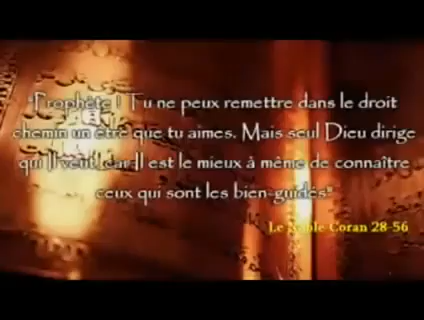 "Prophète ! Tu ne peux remettre dans le droit
chemin un être que tu aimes. Mais seul Dieu dirige
qui Il veut, car Il est le mieux à même de connaître
ceux qui sont les bien-guidés"
Le Noble Coran 28-56